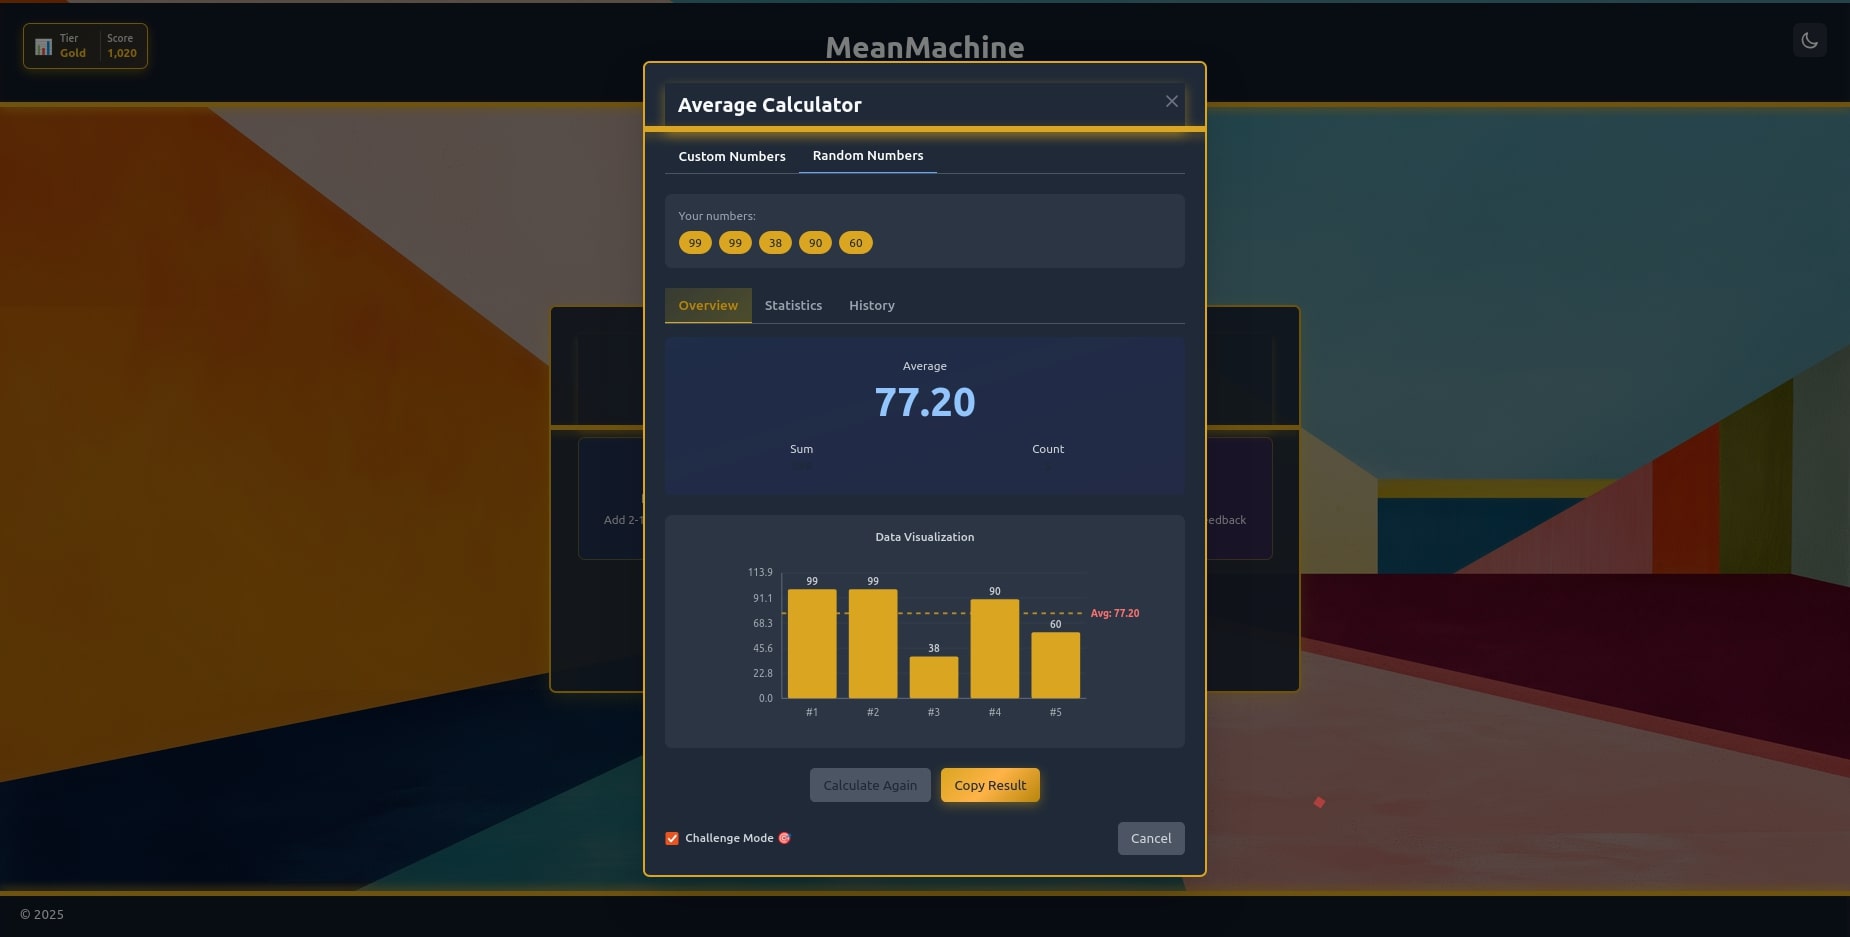 Tier
Gold
Score
1,020
MeanMachine
Average Calculator
Custom Numbers
Random Numbers
Your numbers:
99
99
38
90
60
Overview
Statistics
History
Average
77.20
Sum
Count
Add 2-1
edback
Data Visualization
113.9
91.1
68.3
45.6
22.8
0.0
99
99
38
90
60
Avg: 77.20
#1
#2
#3
#4
#5
Calculate Again
Copy Result
Challenge Mode 🎯
Cancel
© 2025